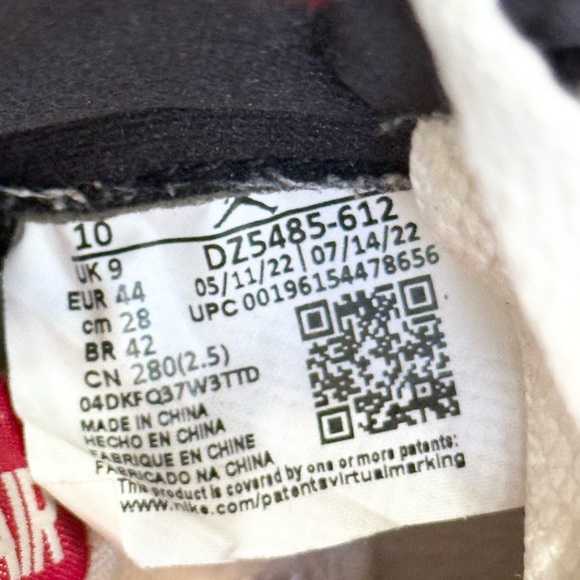 10
DZ5485-612
UK 9
05/11/22 | 07/14/22
EUR 44
UPC 00196154478656
cm 28
BR 42
CN 280(2.5)
04DKFQ37W3TTD
MADE IN CHINA
HECHO EN CHINA
FABRIQUE EN CHINE
FABRICADO NA CHINA
This product is covered by one or more patents:
www.nike.com/patentsvirtualmarking
AIR